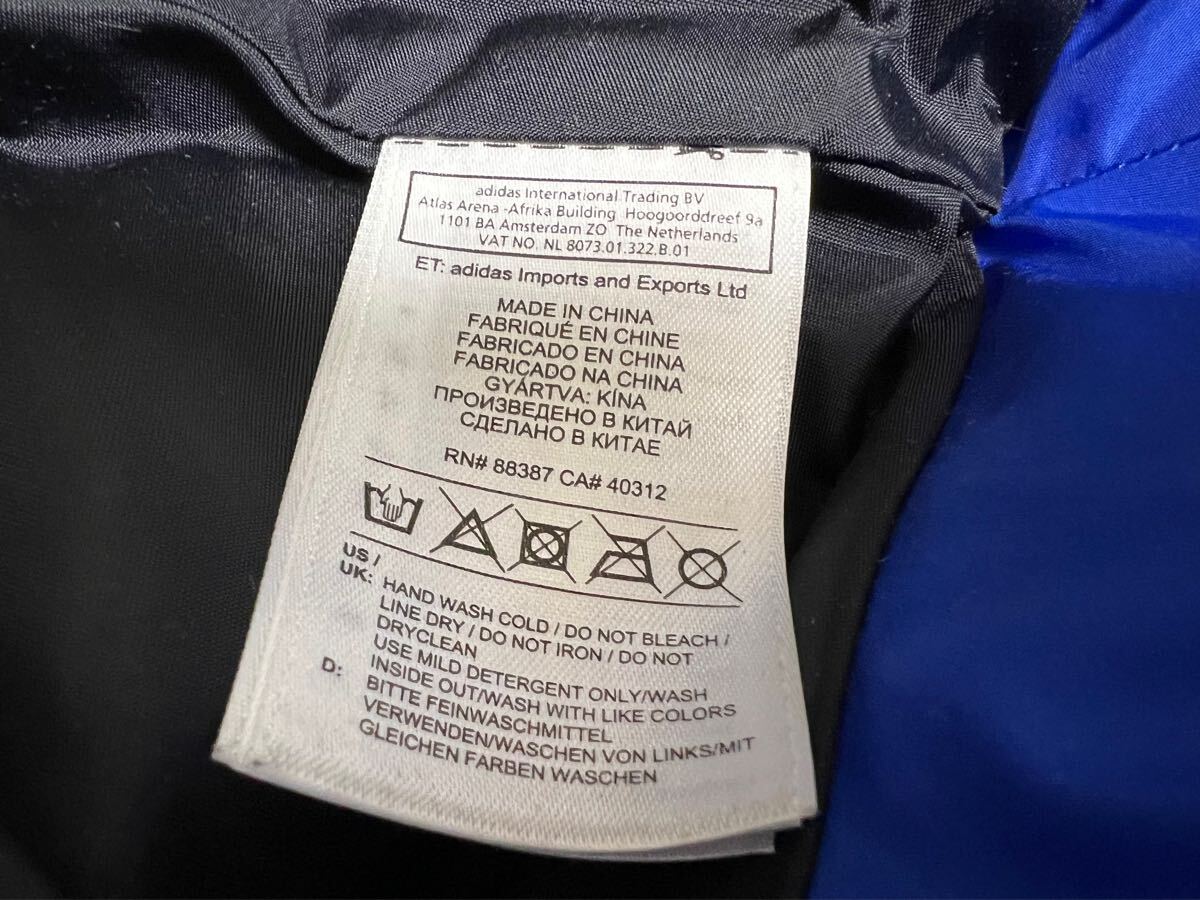 adidas International Trading BV
Atlas Arena -Afrika Building Hoogoorddreef 9a
1101 BA Amsterdam ZO The Netherlands
VAT NO. NL 8073.01.322.B.01
ET: adidas Imports and Exports Ltd
MADE IN CHINA
FABRIQUÉ EN CHINE
FABRICADO EN CHINA
FABRICADO NA CHINA
GYÁRTVA: KÍNA
ПРОИЗВЕДЕНО В КИТАЙ
СДЕЛАНО В КИТАЕ
RN# 88387 CA# 40312
US /
UK: HAND WASH COLD / DO NOT BLEACH /
LINE DRY / DO NOT IRON / DO NOT
DRYCLEAN
USE MILD DETERGENT ONLY/WASH
INSIDE OUT/WASH WITH LIKE COLORS
D: BITTE FEINWASCHMITTEL
VERWENDEN/WASCHEN VON LINKS/MIT
GLEICHEN FARBEN WASCHEN